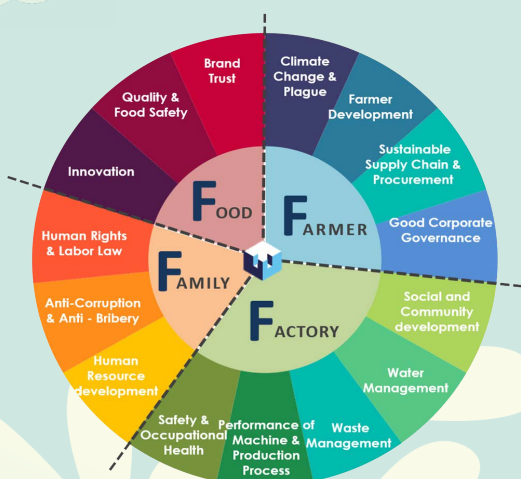 Brand
Trust
Climate
Change &
Plague
Quality &
Food Safety
Farmer
Development
Innovation
Sustainable
Supply Chain &
Procurement
FOOD
FARMER
Human Rights
& Labor Law
Good Corporate
Governance
FAMILY
Anti-Corruption
& Anti - Bribery
FACTORY
Social and
Community
development
Human
Resource
development
Water
Management
Safety &
Occupational
Health
Performance of
Machine &
Production
Process
Waste
Management